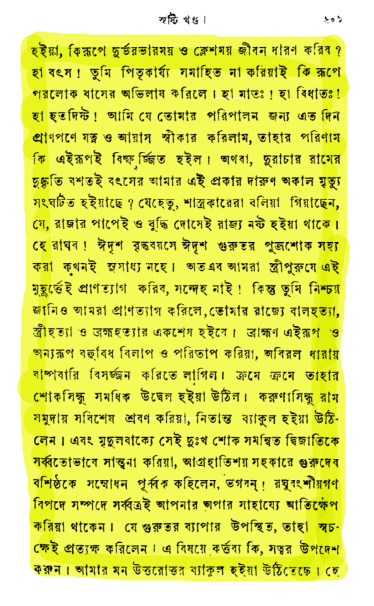 সৃষ্টি খণ্ড।
হইয়া, কিরূপে দুর্ভরভারময় ও ক্লেশময় জীবন ধারণ করিব ?
হা বৎস ! তুমি পিতৃকার্য্য সমাহিত না করিয়াই কি রূপে
পরলোক বাসের অভিলাষ করিলে। হা মাতঃ ! হা বিধাতঃ !
হা হতদিষ্ট ! আমি যে তোমার পরিপালন জন্য এত দিন
প্রাণপণে যত্ন ও আয়াস স্বীকার করিলাম, তাহার পরিণাম
কি এইরূপই বিস্ফূর্জ্জিত হইল। অথবা, দুরাচার রামের
দুষ্কৃতি বশতই বৎসের আমার এই প্রকার দারুণ অকাল মৃত্যু
সংঘটিত হইয়াছে ? যেহেতু, শাস্ত্রকারেরা বলিয়া গিয়াছেন,
যে, রাজার পাপেই ও বুদ্ধি দোষেই রাজ্য নষ্ট হইয়া থাকে।
হে রাঘব ! ঈদৃশ বৃদ্ধবয়সে ঈদৃশ গুরুতর পুত্রশোক সহ্য
করা কখনই সুসাধ্য নহে। অতএব আমরা স্ত্রীপুরুষে এই
মুহূর্ত্তেই প্রাণত্যাগ করিব, সন্দেহ নাই ! কিন্তু তুমি নিশ্চয়
জানিও আমরা প্রাণত্যাগ করিলে, তোমার রাজ্যে বালহত্যা,
স্ত্রীহত্যা ও ব্রহ্মহত্যার একশেষ হইবে। ব্রাহ্মণ এইরূপ ও
অন্যরূপ বহুবিধ বিলাপ ও পরিতাপ করিয়া, অবিরল ধারায়
বাষ্পবারি বিসর্জ্জন করিতে লাগিল। ক্রমে ক্রমে তাহার
শোকসিন্ধু সমধিক উদ্বেল হইয়া উঠিল। করুণাসিন্ধু রাম
সমুদায় সবিশেষ শ্রবণ করিয়া, নিতান্ত ব্যাকুল হইয়া উঠি-
লেন। এবং মৃদুলবাক্যে সেই দুঃখ শোক সমন্বিত দ্বিজাতিকে
সর্ব্বতোভাবে সান্ত্বনা করিয়া, আগ্রহাতিশয় সহকারে গুরুদেব
বশিষ্ঠকে সম্বোধন পূর্ব্বক কহিলেন, ভগবন্ ! রঘুবংশীয়গণ
বিপদে সম্পদে সর্ব্বত্রই আপনার অপার সাহায্যে আতিক্ষেপ
করিয়া থাকেন। যে গুরুতর ব্যাপার উপস্থিত, তাহা স্বচ-
ক্ষেই প্রত্যক্ষ করিলেন। এ বিষয়ে কর্ত্তব্য কি, সত্বর উপদেশ
করুন। আমার মন উত্তরোত্তর ব্যাকুল হইয়া উঠিতেছে। হে